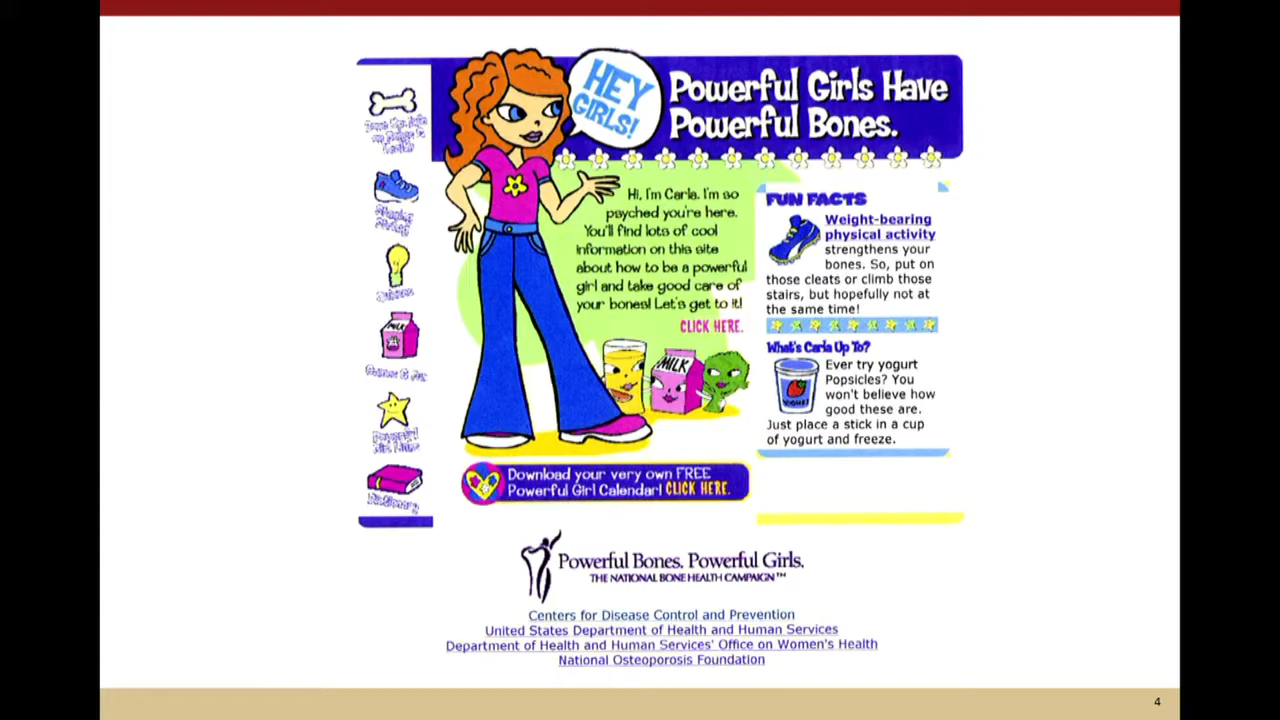 HEY
GIRLS!
Powerful Girls Have
Powerful Bones.
Hi, I'm Carla. I'm so
psyched you're here.
You'll find lots of cool
information on this site
about how to be a powerful
girl and take good care of
your bones! Let's get to it!
CLICK HERE.
MILK
MILK
Dictionary
Download your very own FREE
Powerful Girl Calendar! CLICK HERE.
FUN FACTS
Weight-bearing
physical activity
strengthens your
bones. So, put on
those cleats or climb those
stairs, but hopefully not at
the same time!
What's Carla Up To?
YOGURT
Ever try yogurt
Popsicles? You
won't believe how
good these are.
Just place a stick in a cup
of yogurt and freeze.
Powerful Bones. Powerful Girls.
THE NATIONAL BONE HEALTH CAMPAIGN™
Centers for Disease Control and Prevention
United States Department of Health and Human Services
Department of Health and Human Services' Office on Women's Health
National Osteoporosis Foundation
4